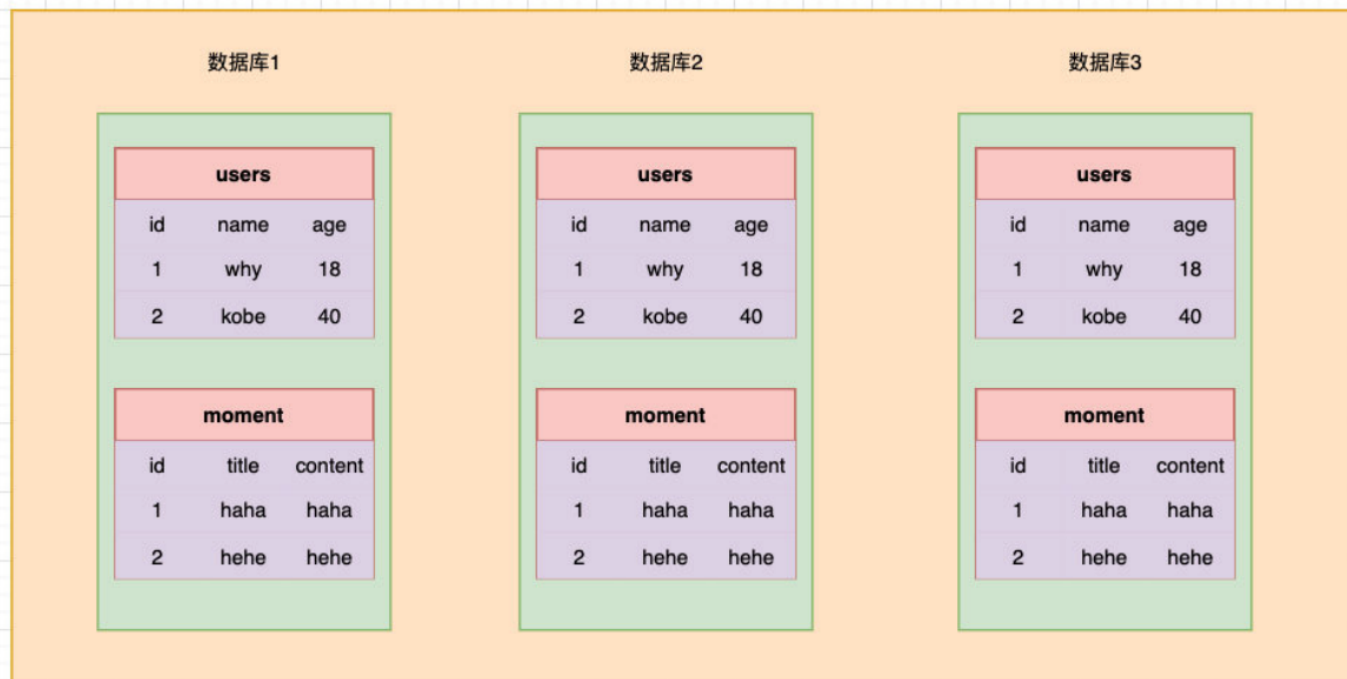 数据库1 数据库2 数据库3
users users users
id name age id name age id name age
1 why 18 1 why 18 1 why 18
2 kobe 40 2 kobe 40 2 kobe 40
moment moment moment
id title content id title content id title content
1 haha haha 1 haha haha 1 haha haha
2 hehe hehe 2 hehe hehe 2 hehe hehe